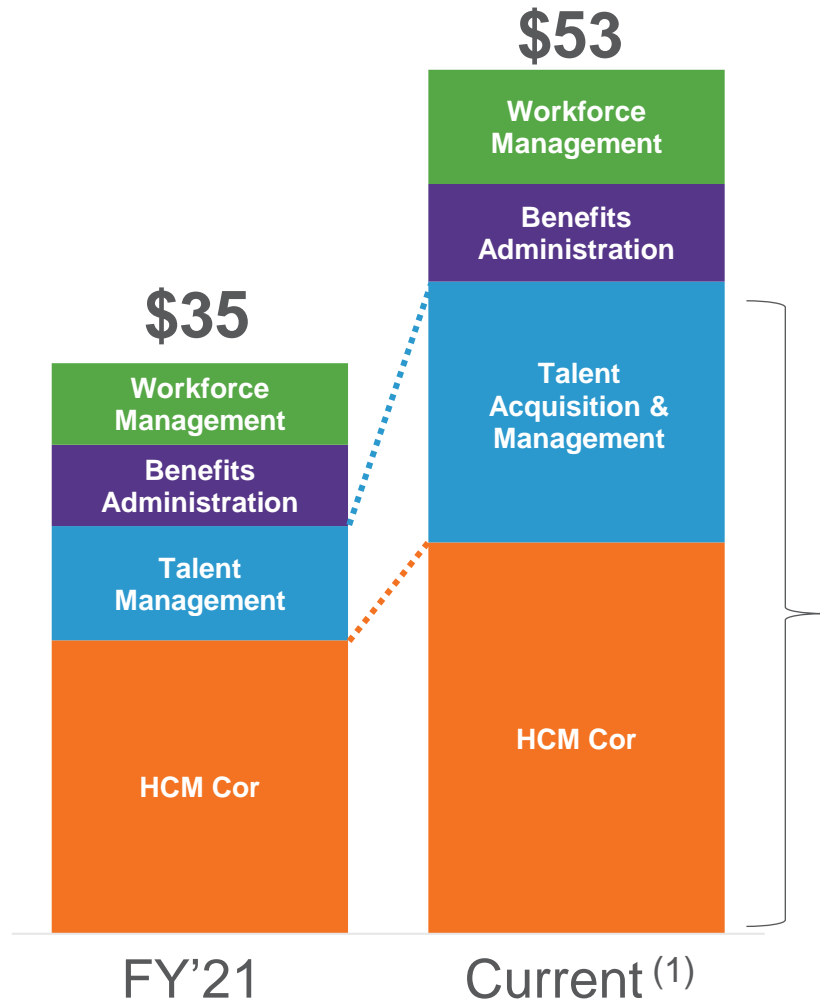 $53
Workforce
Management
Benefits
Administration
Talent
Acquisition &
Management
HCM Cor
$35
Workforce
Management
Benefits
Administration
Talent
Management
HCM Cor
FY'21
Current (1)